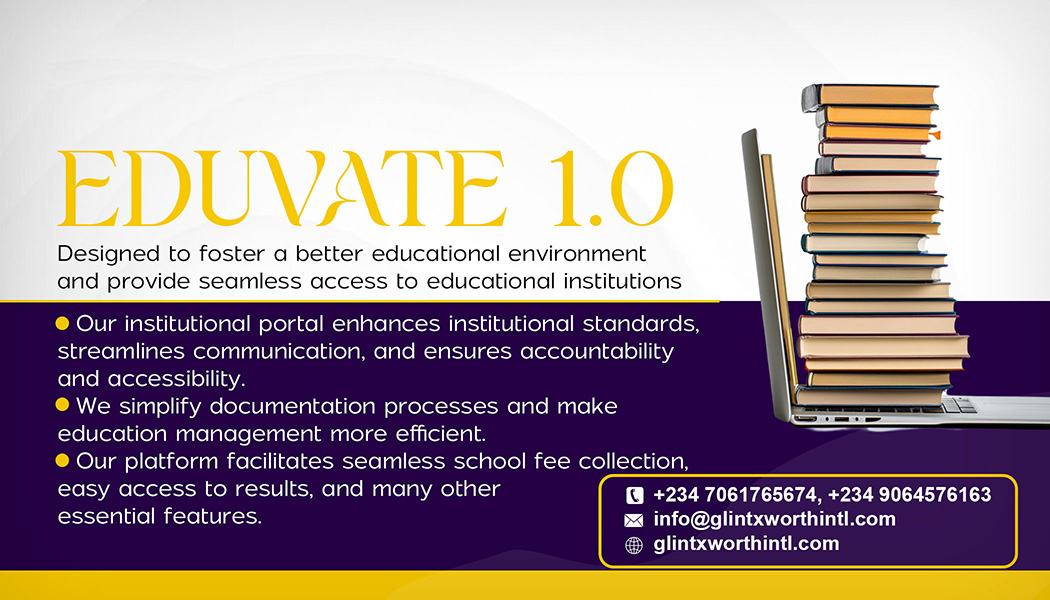 EDUVATE 1.0
Designed to foster a better educational environment
and provide seamless access to educational institutions
Our institutional portal enhances institutional standards,
streamlines communication, and ensures accountability
and accessibility.
We simplify documentation processes and make
education management more efficient.
Our platform facilitates seamless school fee collection,
easy access to results, and many other
essential features.
+234 7061765674, +234 9064576163
info@glintxworthintl.com
glintxworthintl.com